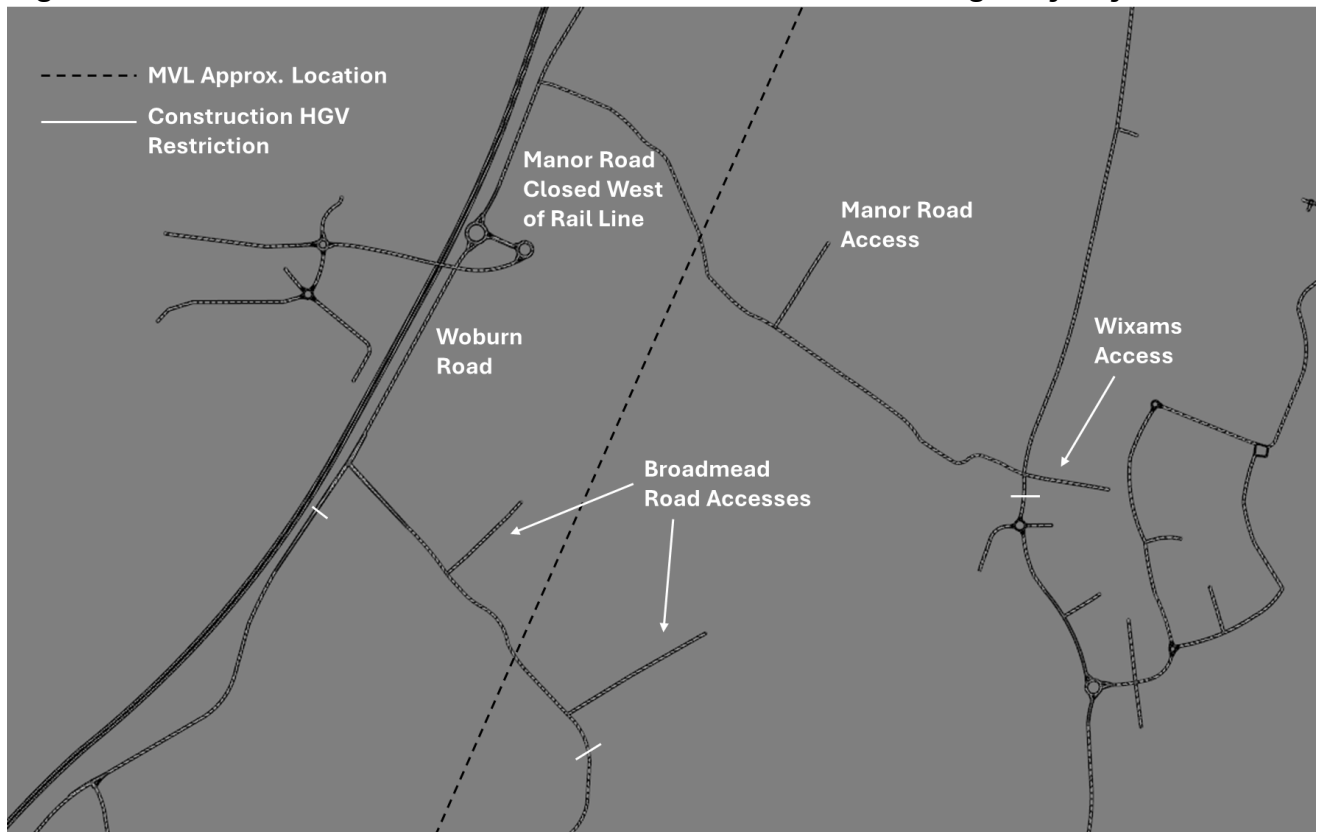 MVL Approx. Location
Construction HGV
Restriction
Manor Road
Closed West
of Rail Line
Manor Road
Access
Woburn
Road
Wixams
Access
Broadmead
Road Accesses